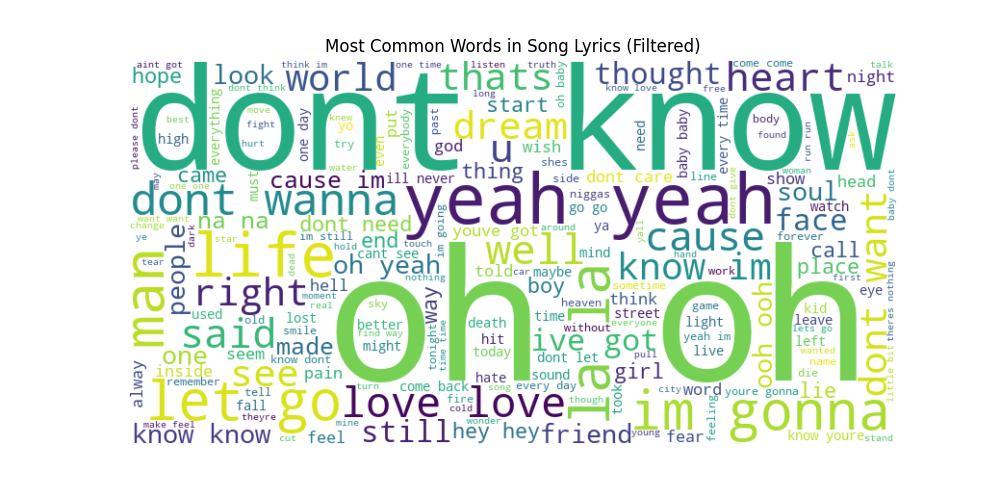 Most Common Words in Song Lyrics (Filtered)
aint got
think im
one time
listen
truth
come come
talk
hope
look
world
thats
oh baby
thought
heart
night
dont think
long
know love
free
dont know
please dont
best
everything
move
fight
high
hurt
one day
knew
yo
try
water
even
put
everybody
past
start
dream
god
u
wish
need
baby baby
every time
body
found
run run
ask
came
may
one one
must
cause im
ill never
thing
shes
side
dont care
line
dont give
woman
show
head
dont wanna
yeah yeah
niggas
go go
soul
watch
baby dont
want want
change
ye
dark
na na
star
dont need
im still
end
hold
touch
cant see
im going
youve got
around
ya
cause
yall
face
forever
call
tear
people
life
dead
oh yeah
nothing
well
told
car
maybe
mind
la la
know im
hand
work
place
first
eye
dont want
man
right
hell
moment
real
way
boy
heaven
sometime
think
street
game
kid
leave
theres nothing
used
old
lost
sky
better
find way
might
oh oh
death
time
without
everyone
light
yeah im
live
lets go
left
wanted
said
smile
made
know dont
tonight
time time
hit
today
ive got
dont let
pull
ooh ooh
name
die
one
seem
see
inside
pain
remember
hate
sound
girl
lie
little bit
alway
let go
tell
fall
theyre
turn
come back
fire
every day
song
though
took
city
word
youre gonna
love love
cold
im gonna
feeling
make feel
know know
cut
feel
mine
still
hey hey
wonder
friend
young
fear
know youre
stand